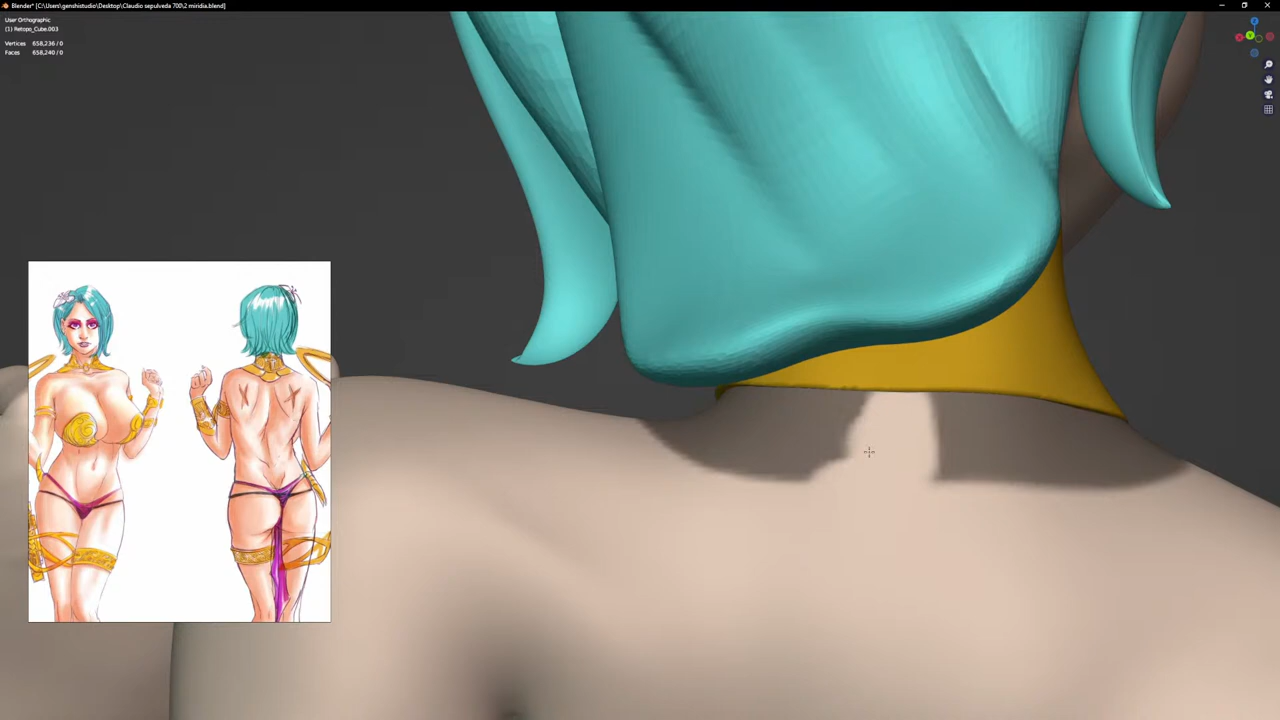 Blender* [C:\Users\genshistudio\Desktop\Claudio sepulveda 700\2 miridia.blend]
User Orthographic
(1) Retopo_Cube.003
Vertices 658,236 / 0
Faces 658,240 / 0